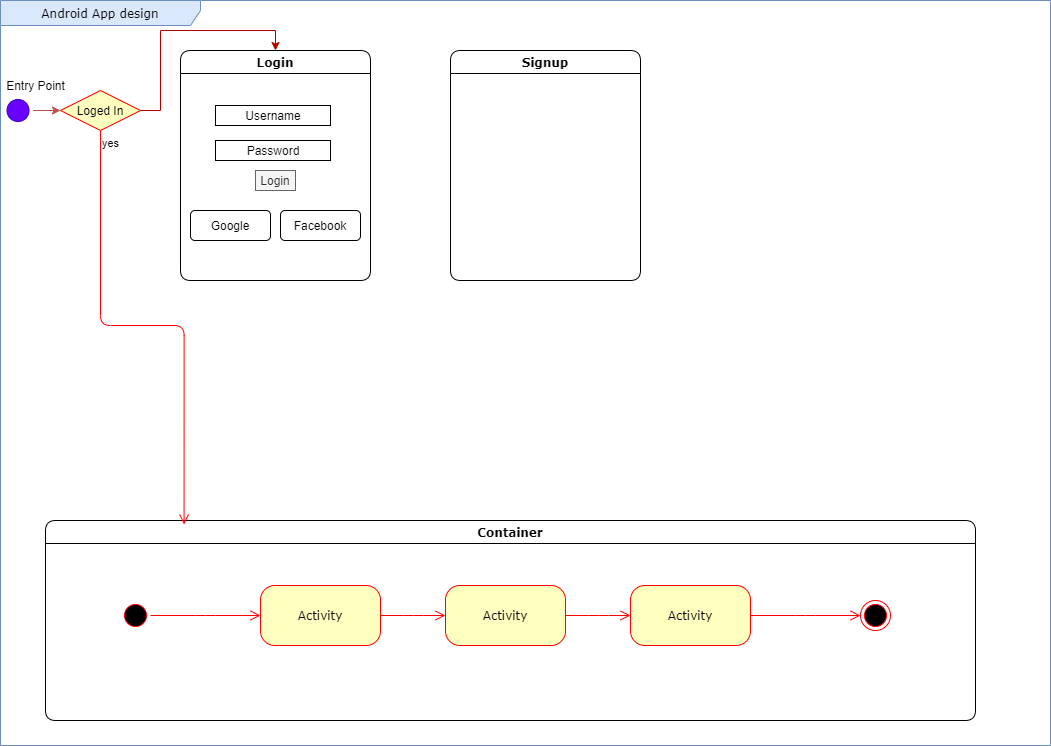 Android App design
Entry Point
Loged In
yes
Login
Username
Password
Login
Google
Facebook
Signup
Container
Activity
Activity
Activity